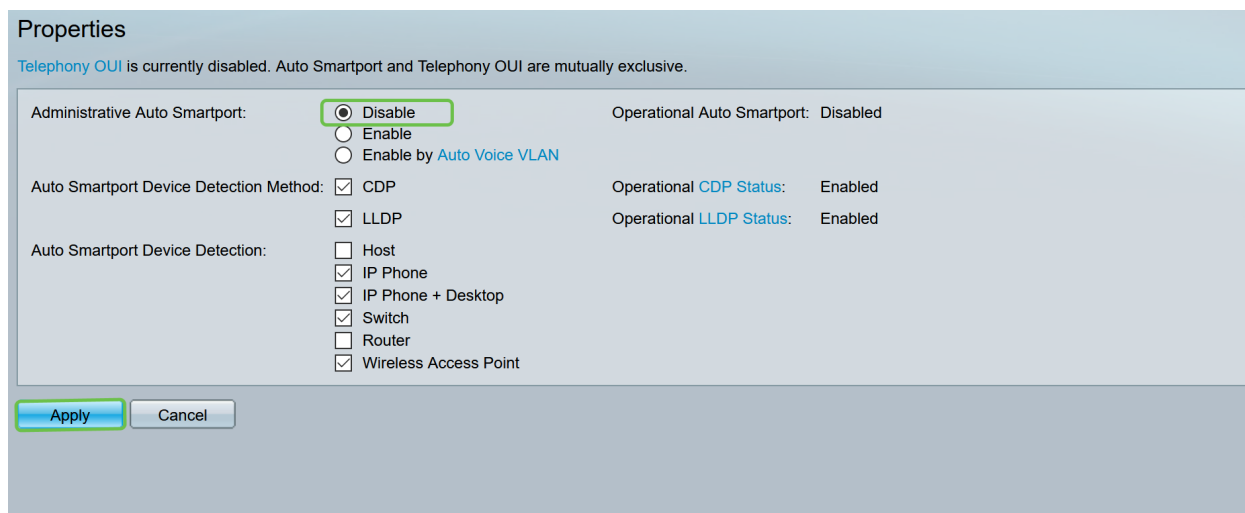 Properties
Telephony OUI is currently disabled. Auto Smartport and Telephony OUI are mutually exclusive.
Administrative Auto Smartport: Disable Operational Auto Smartport: Disabled
Enable
Enable by Auto Voice VLAN
Auto Smartport Device Detection Method: CDP Operational CDP Status: Enabled
LLDP Operational LLDP Status: Enabled
Auto Smartport Device Detection: Host
IP Phone
IP Phone + Desktop
Switch
Router
Wireless Access Point
Apply Cancel